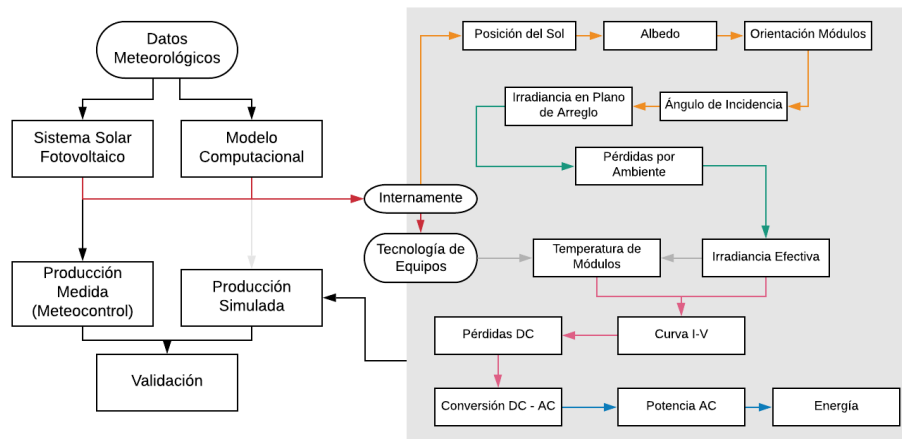 Datos
Meteorológicos
Sistema Solar
Fotovoltaico
Modelo
Computacional
Producción
Medida
(Meteocontrol)
Producción
Simulada
Validación
Internamente
Tecnología de
Equipos
Posición del Sol
Albedo
Orientación Módulos
Ángulo de Incidencia
Irradiancia en Plano
de Arreglo
Pérdidas por
Ambiente
Irradiancia Efectiva
Temperatura de
Módulos
Curva I-V
Pérdidas DC
Conversión DC - AC
Potencia AC
Energía